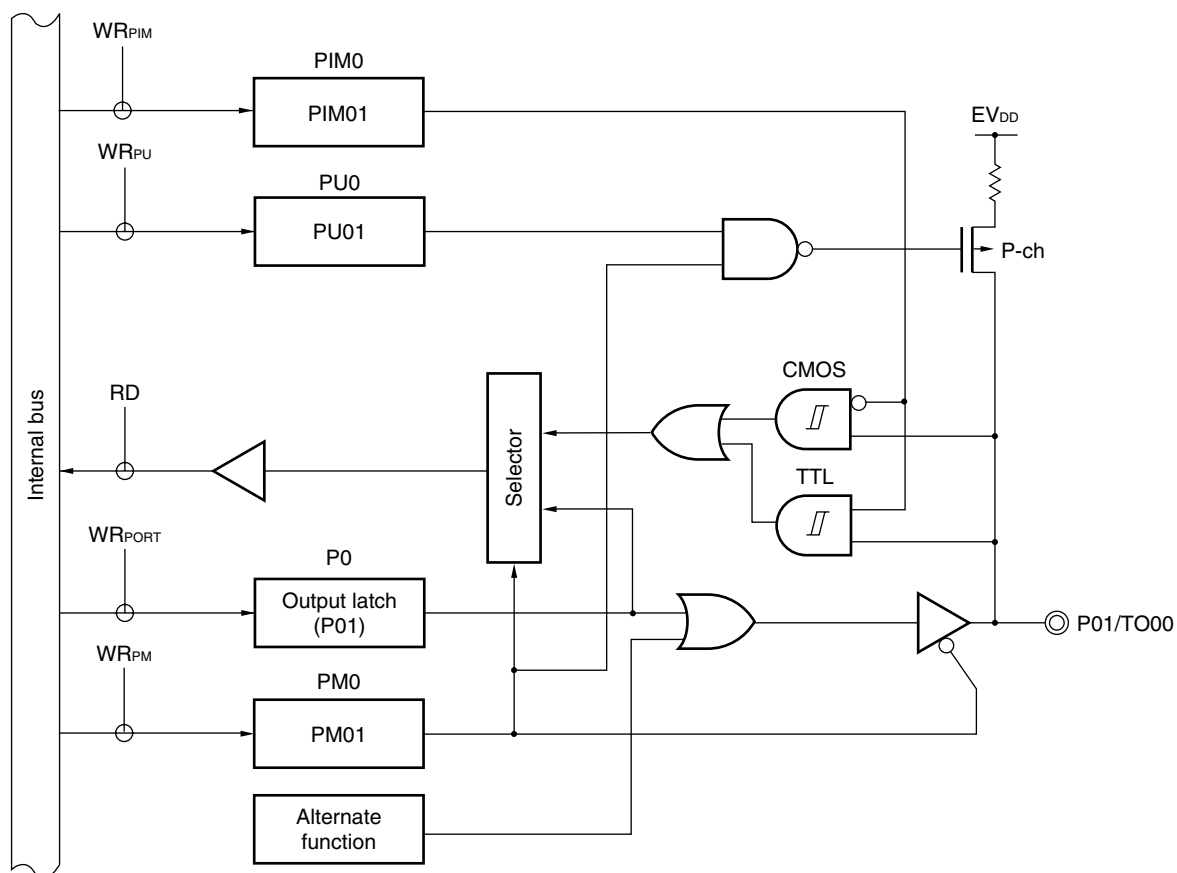 WRPIM
PIM0
PIM01
EVDD
WRPU
PU0
PU01
P-ch
CMOS
RD
Internal bus
Selector
TTL
WRPORT
P0
Output latch
(P01)
P01/TO00
WRPM
PM0
PM01
Alternate
function